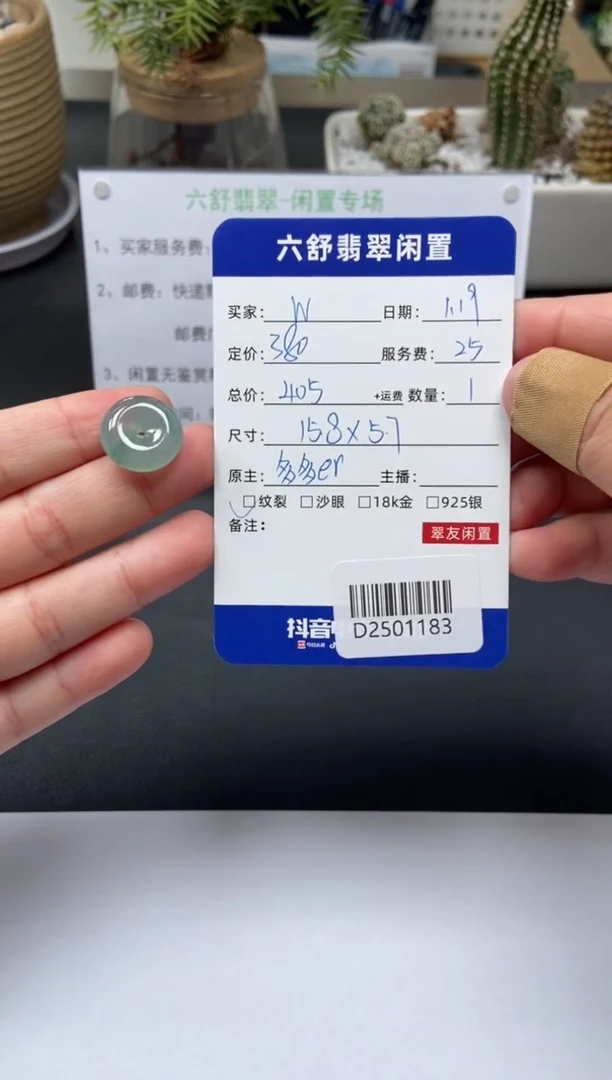 六舒翡翠-闲置专场
1、买家服务费:
2、邮费：快递
邮费
3、闲置无鉴赏
六舒翡翠闲置
买家： W 日期： 1.19
定价： 380 服务费： 25
总价： 405 +运费 数量： 1
尺寸： 15.8×5.7
原主： 多多er 主播：
□纹裂 □沙眼 □18k金 □925银
备注：
翠友闲置
抖音
D2501183